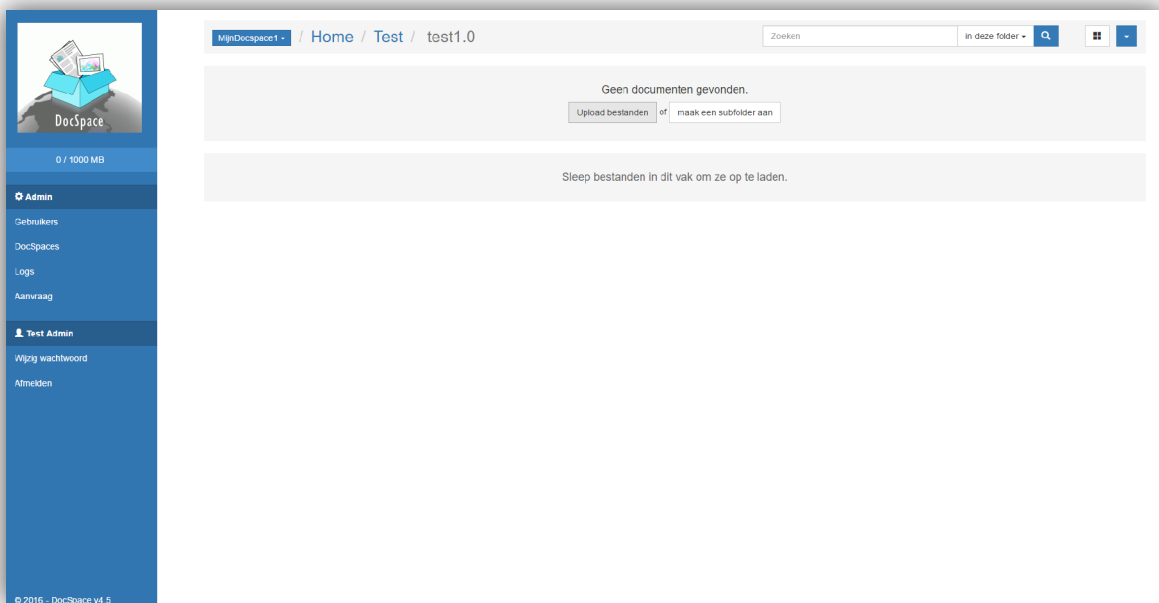 DocSpace
0 / 1000 MB
Admin
Gebruikers
DocSpaces
Logs
Aanvraag
Test Admin
Wijzig wachtwoord
Afmelden
© 2016 - DocSpace v4.5
MijnDocspace1 / Home / Test / test1.0
Zoeken
in deze folder
Geen documenten gevonden.
Upload bestanden of maak een subfolder aan
Sleep bestanden in dit vak om ze op te laden.